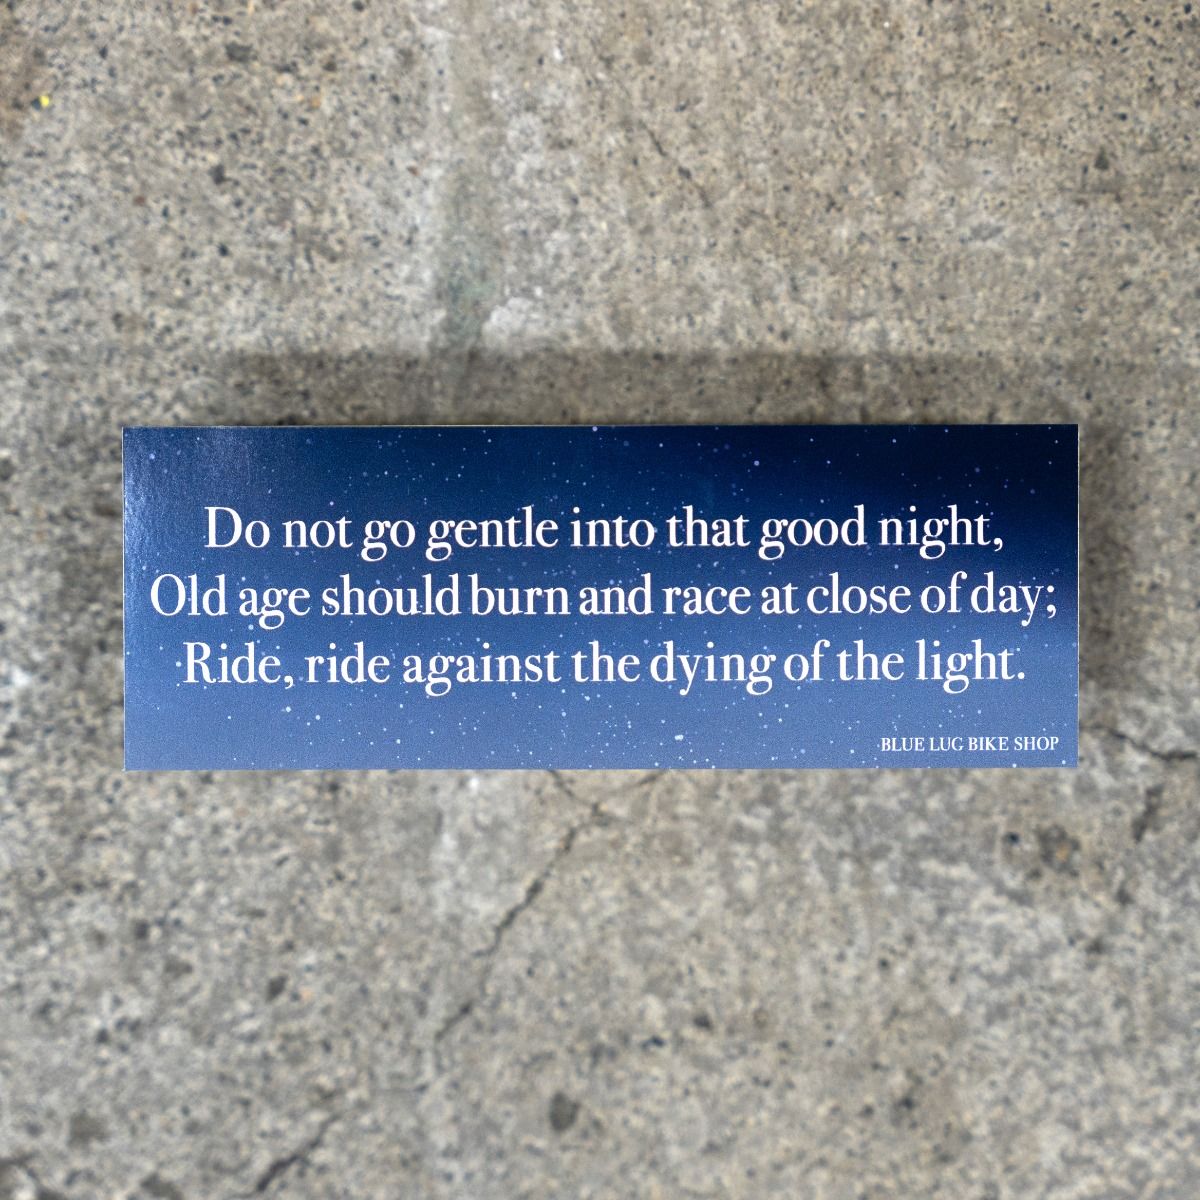 Do not go gentle into that good night,
Old age should burn and race at close of day;
Ride, ride against the dying of the light.
BLUE LUG BIKE SHOP